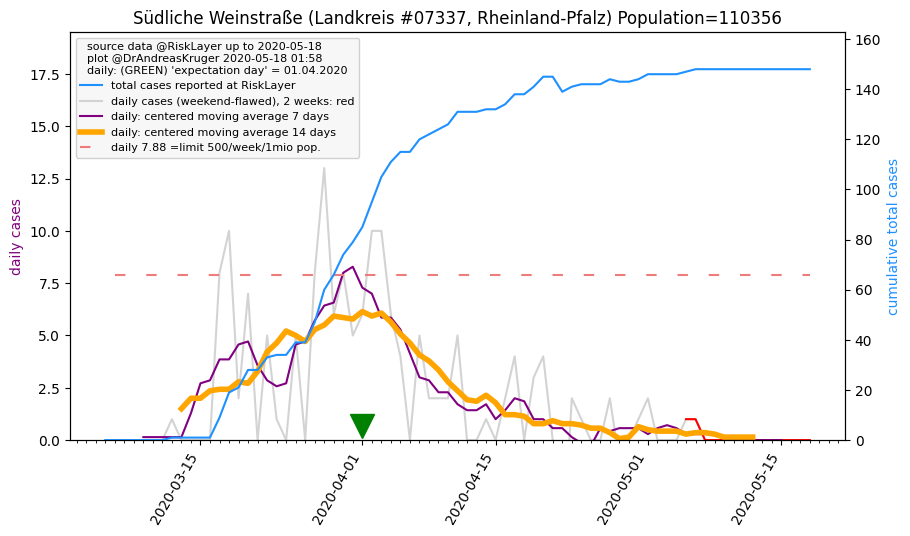 Südliche Weinstraße (Landkreis #07337, Rheinland-Pfalz) Population=110356
source data @RiskLayer up to 2020-05-18
plot @DrAndreasKruger 2020-05-18 01:58
daily: (GREEN) 'expectation day' = 01.04.2020
total cases reported at RiskLayer
daily cases (weekend-flawed), 2 weeks: red
daily: centered moving average 7 days
daily: centered moving average 14 days
daily 7.88 =limit 500/week/1mio pop.
daily cases
17.5
15.0
12.5
10.0
7.5
5.0
2.5
0.0
160
140
120
100
80
60
40
20
0
cumulative total cases
2020-03-15
2020-04-01
2020-04-15
2020-05-01
2020-05-15